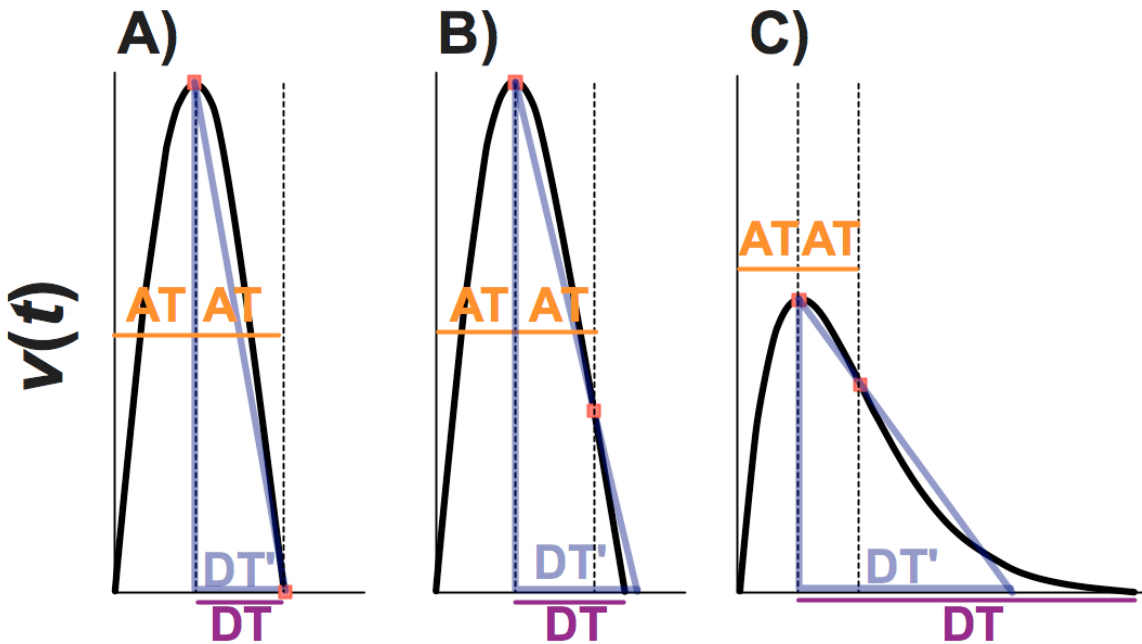 A)
B)
C)
v(t)
AT AT
AT AT
AT AT
DT'
DT'
DT'
DT
DT
DT